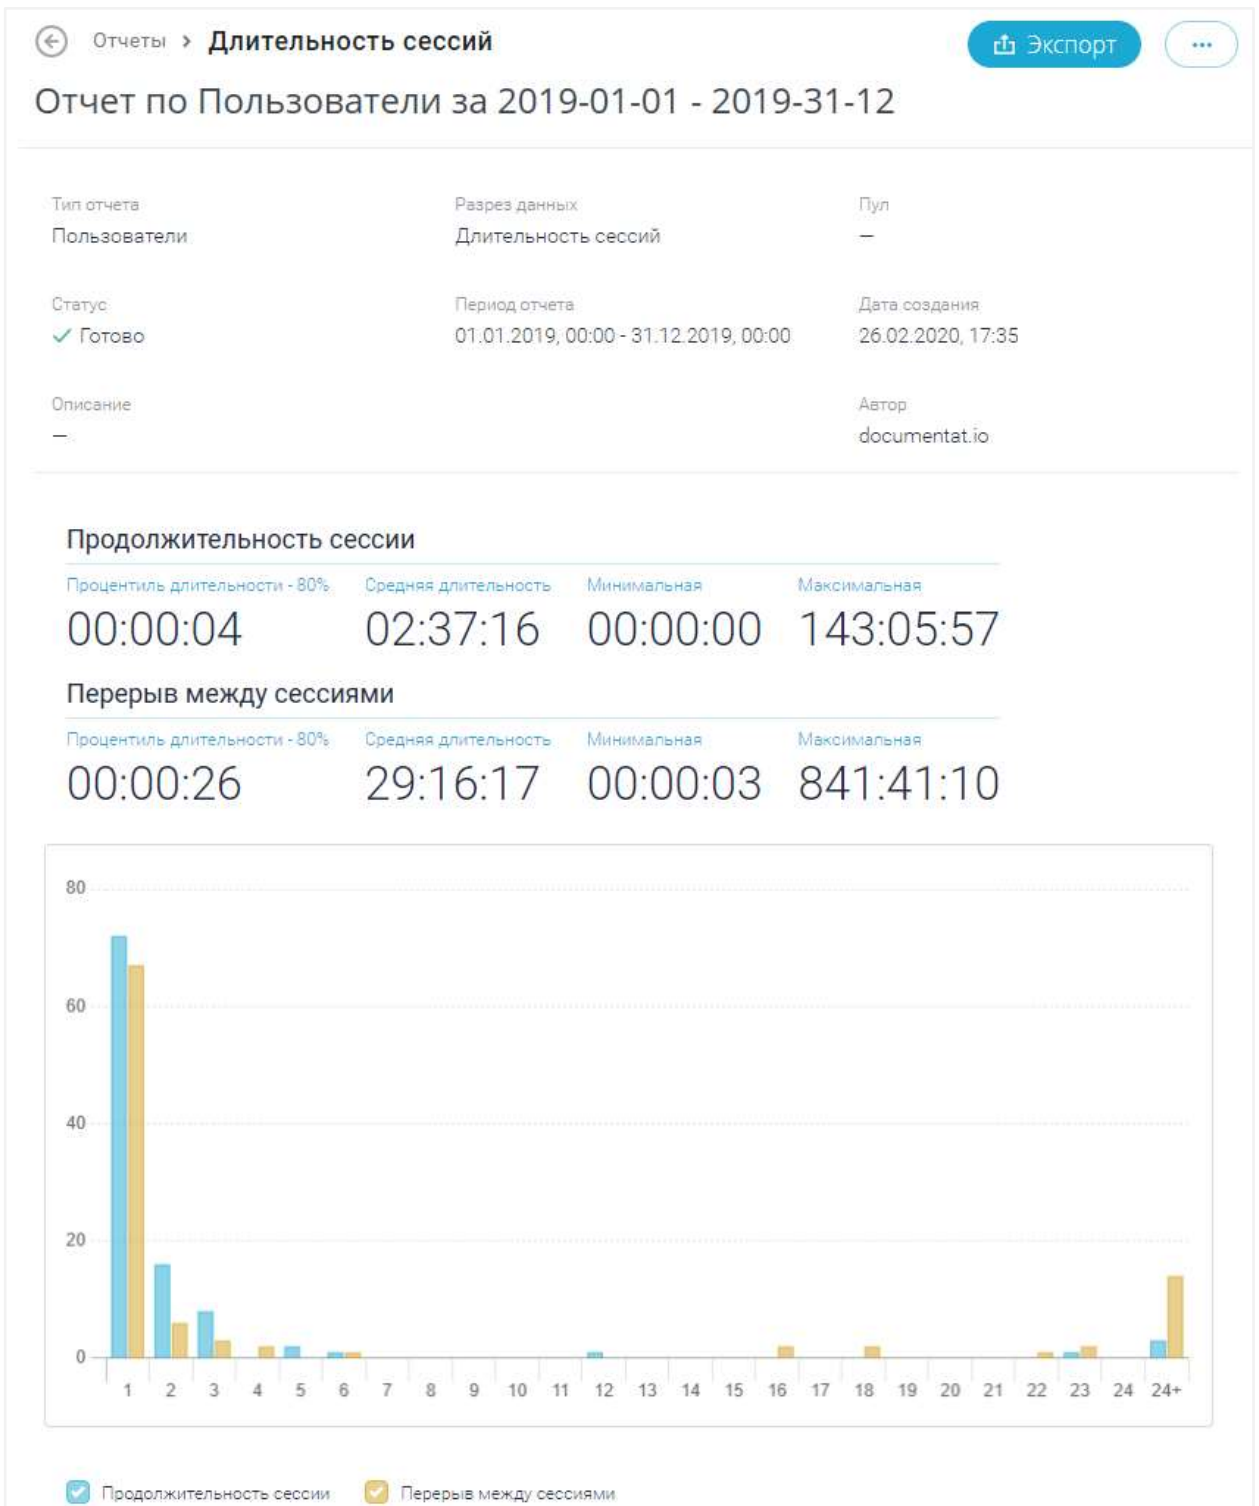 Отчеты > Длительность сессий
Экспорт
...
Отчет по Пользователи за 2019-01-01 - 2019-31-12
Тип отчета Разрез данных Пул
Пользователи Длительность сессий —
Статус Период отчета Дата создания
Готово 01.01.2019, 00:00 - 31.12.2019, 00:00 26.02.2020, 17:35
Описание Автор
— documentat.io
Продолжительность сессии
Процентиль длительности - 80% Средняя длительность Минимальная Максимальная
00:00:04 02:37:16 00:00:00 143:05:57
Перерыв между сессиями
Процентиль длительности - 80% Средняя длительность Минимальная Максимальная
00:00:26 29:16:17 00:00:03 841:41:10
80
60
40
20
0
1 2 3 4 5 6 7 8 9 10 11 12 13 14 15 16 17 18 19 20 21 22 23 24 24+
Продолжительность сессии Перерыв между сессиями